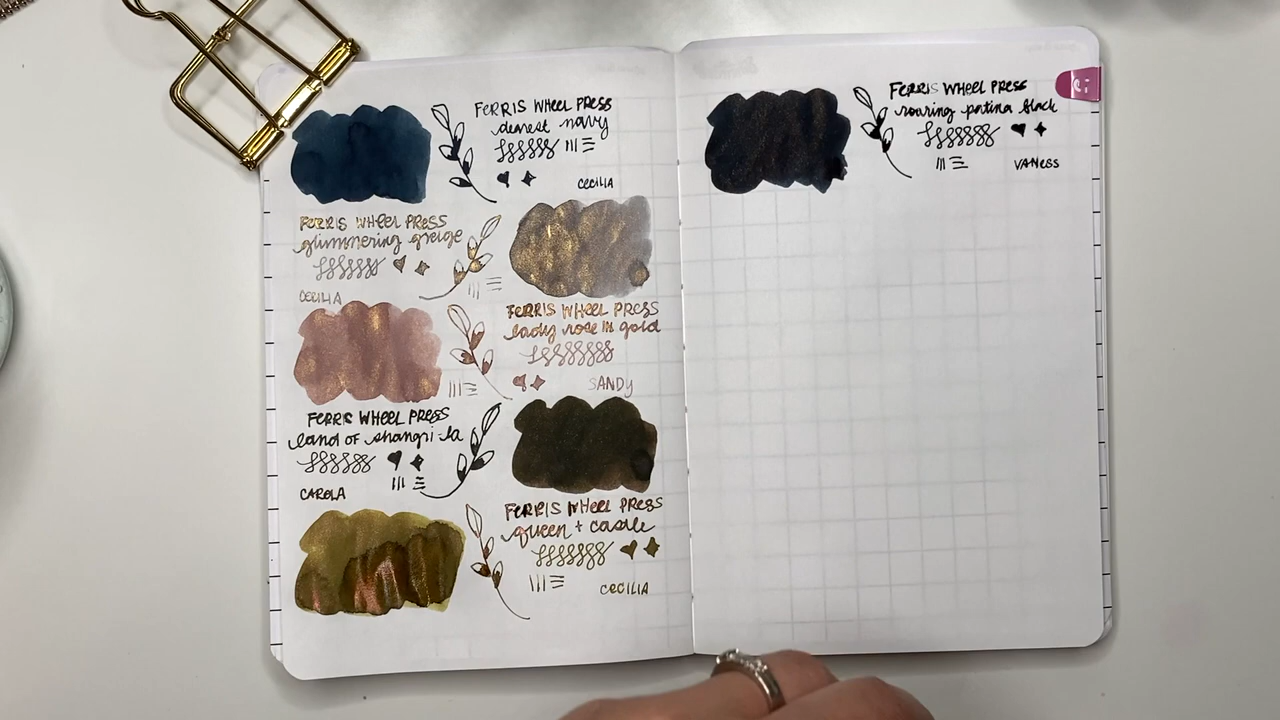 FERRIS WHEEL PRESS
dearest navy
CECILIA
FERRIS WHEEL PRESS
glimmering greige
CECILIA
FERRIS WHEEL PRESS
lady rose in gold
SANDY
FERRIS WHEEL PRESS
land of shangri-la
CAROLA
FERRIS WHEEL PRESS
queen + castle
CECILIA
FERRIS WHEEL PRESS
roaring patina black
VANESS